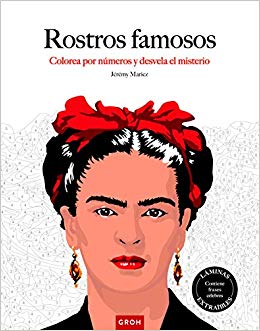 Rostros famosos
Colorea por números y desvela el misterio
Jérémy Mariez
LÁMINAS
Contiene
frases
célebres
EXTRAÍBLES
GROH